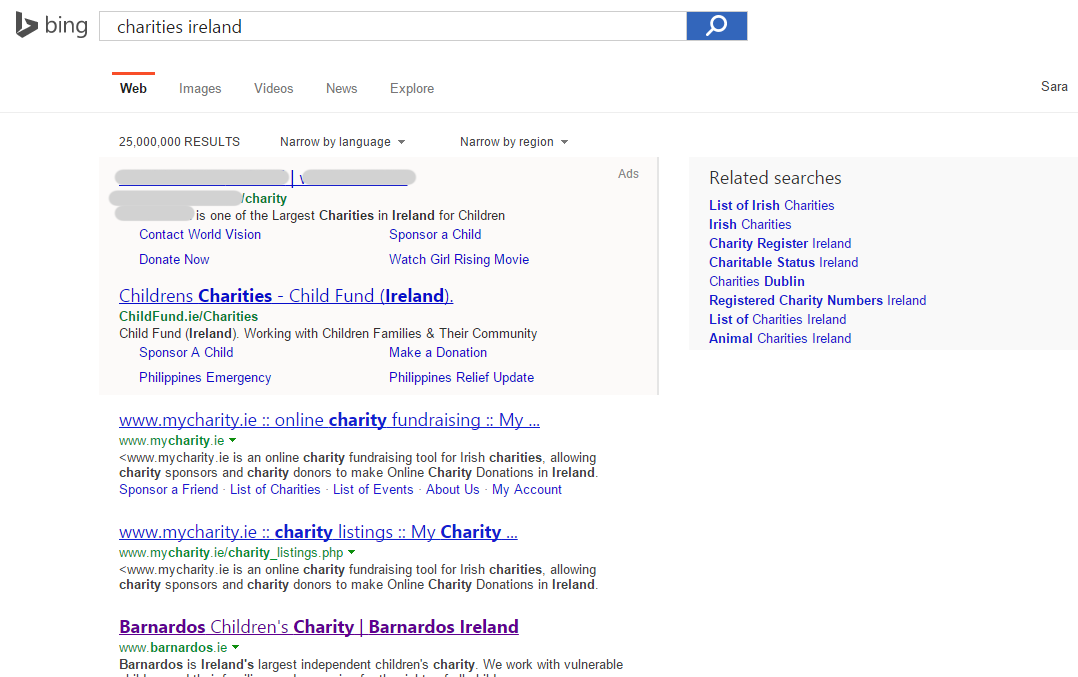 bing
charities ireland
Web Images Videos News Explore
Sara
25,000,000 RESULTS Narrow by language Narrow by region
Ads
|
/charity
is one of the Largest Charities in Ireland for Children
Contact World Vision Sponsor a Child
Donate Now Watch Girl Rising Movie
Childrens Charities - Child Fund (Ireland).
ChildFund.ie/Charities
Child Fund (Ireland). Working with Children Families & Their Community
Sponsor A Child Make a Donation
Philippines Emergency Philippines Relief Update
www.mycharity.ie :: online charity fundraising :: My ...
www.mycharity.ie
<www.mycharity.ie is an online charity fundraising tool for Irish charities, allowing
charity sponsors and charity donors to make Online Charity Donations in Ireland.
Sponsor a Friend · List of Charities · List of Events · About Us · My Account
www.mycharity.ie :: charity listings :: My Charity ...
www.mycharity.ie/charity_listings.php
<www.mycharity.ie is an online charity fundraising tool for Irish charities, allowing
charity sponsors and charity donors to make Online Charity Donations in Ireland.
Barnardos Children's Charity | Barnardos Ireland
www.barnardos.ie
Barnardos is Ireland's largest independent children's charity. We work with vulnerable
Related searches
List of Irish Charities
Irish Charities
Charity Register Ireland
Charitable Status Ireland
Charities Dublin
Registered Charity Numbers Ireland
List of Charities Ireland
Animal Charities Ireland